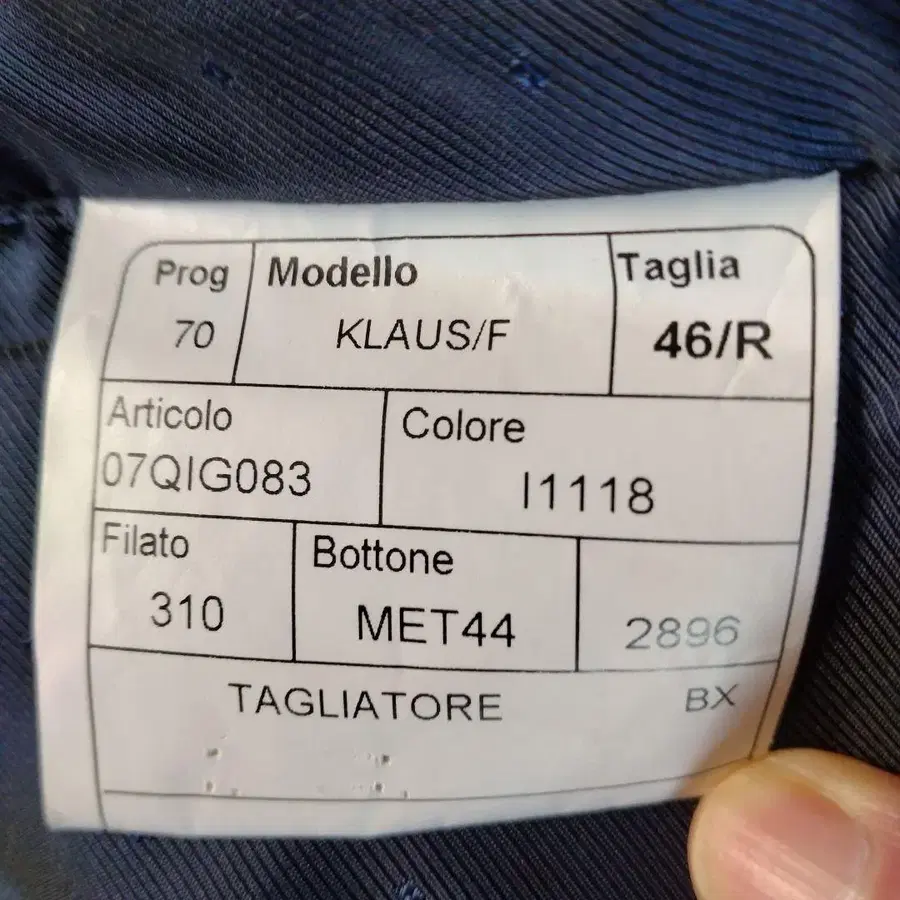 Prog Modello Taglia
70 KLAUS/F 46/R
Articolo Colore
07QIG083 I1118
Filato Bottone
310 MET44 2896
TAGLIATORE BX